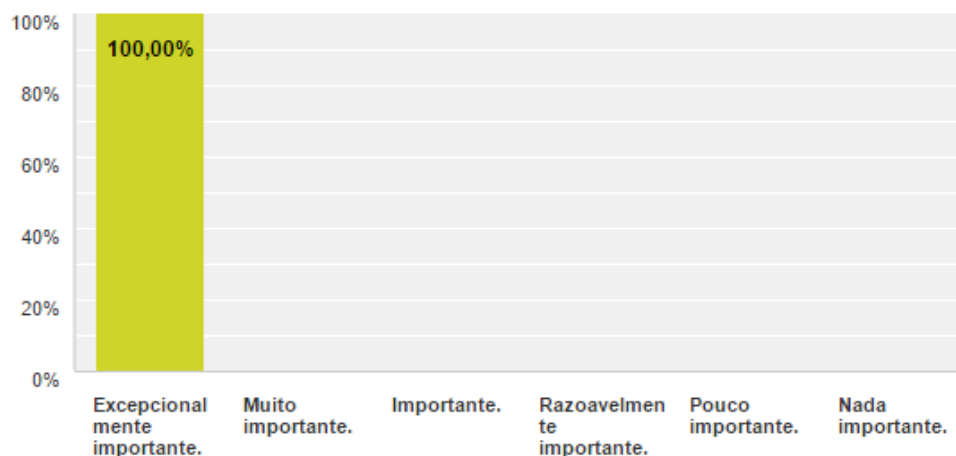 100%
100,00%
80%
60%
40%
20%
0%
Excepcional
mente
importante.
Muito
importante.
Importante.
Razoavelmen
te
importante.
Pouco
importante.
Nada
importante.